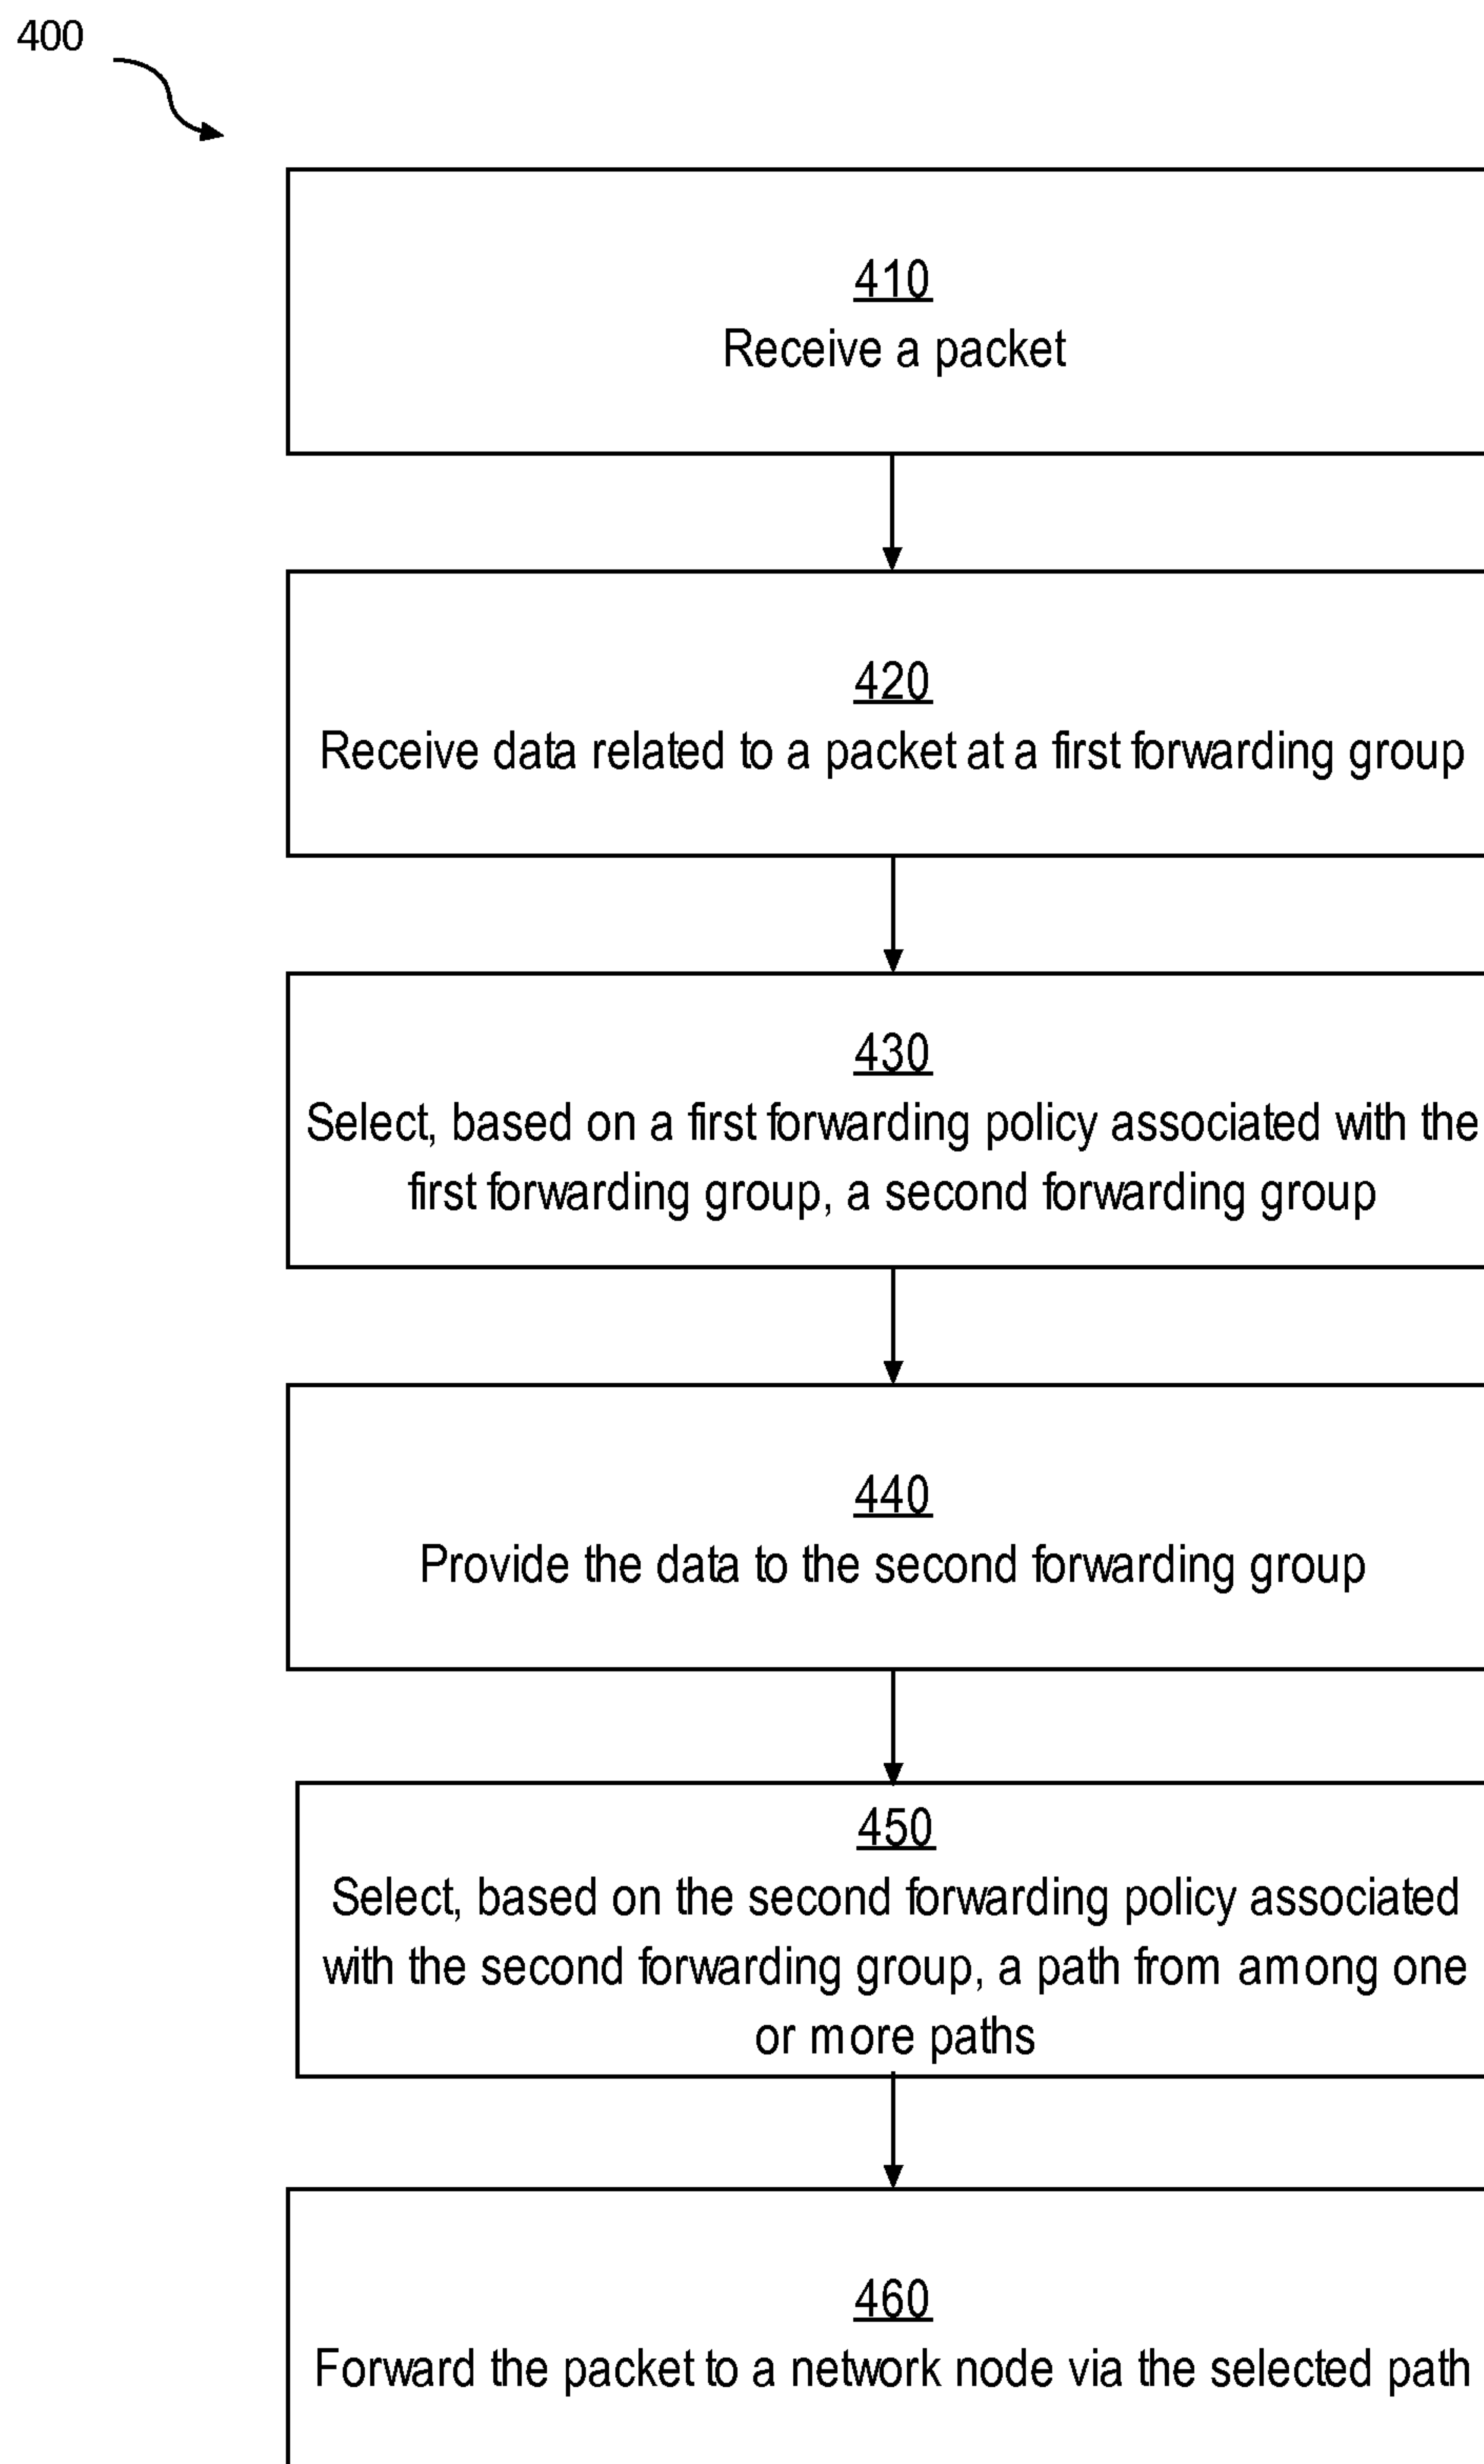 400
410
Receive a packet
420
Receive data related to a packet at a first forwarding group
430
Select, based on a first forwarding policy associated with the
first forwarding group, a second forwarding group
440
Provide the data to the second forwarding group
450
Select, based on the second forwarding policy associated
with the second forwarding group, a path from among one
or more paths
460
Forward the packet to a network node via the selected path